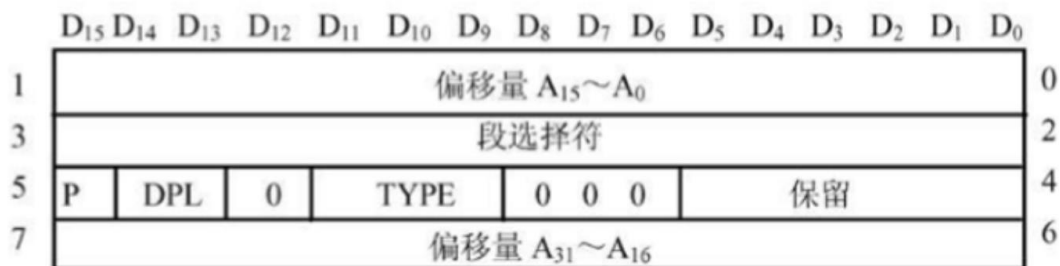 D₁₅ D₁₄ D₁₃ D₁₂ D₁₁ D₁₀ D₉ D₈ D₇ D₆ D₅ D₄ D₃ D₂ D₁ D₀
1 偏移量 A₁₅～A₀ 0
3 段选择符 2
5 P DPL 0 TYPE 0 0 0 保留 4
7 偏移量 A₃₁～A₁₆ 6